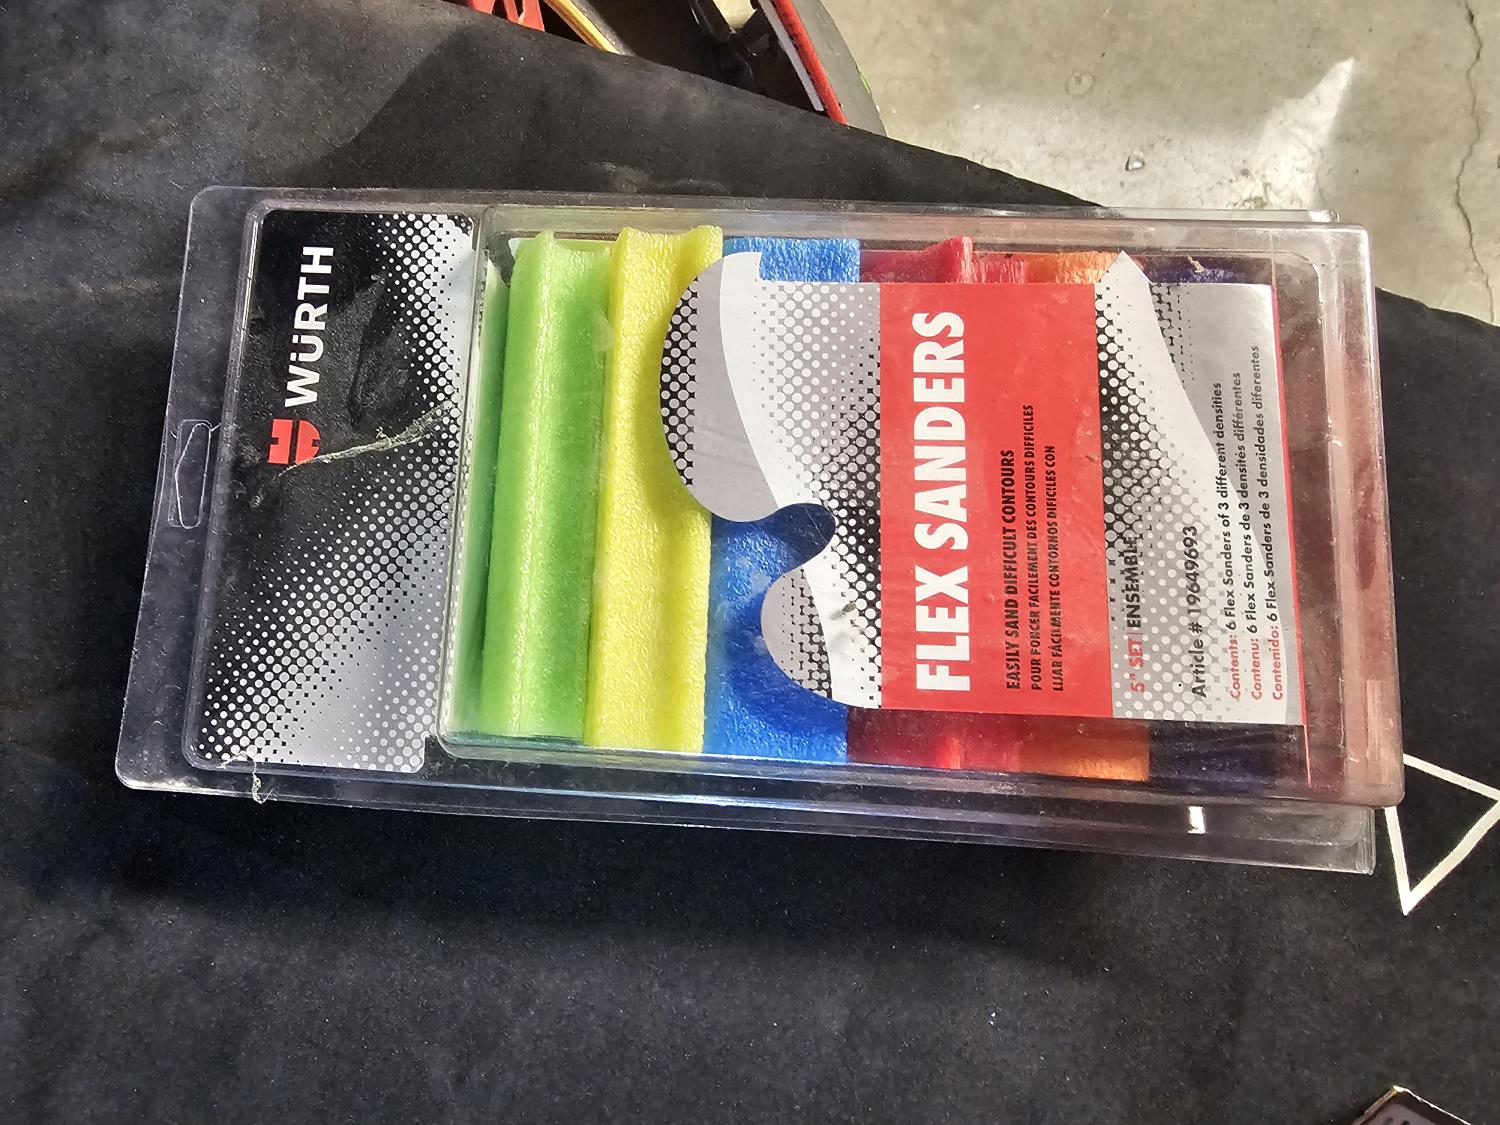 WÜRTH
FLEX SANDERS
EASILY SAND DIFFICULT CONTOURS
POUR PONCER FACILEMENT DES CONTOURS DIFFICILES
LIJAR FÁCILMENTE CONTORNOS DIFÍCILES CON
5" SET | ENSEMBLE
Article # 19649693
Contents: 6 Flex Sanders of 3 different densities
Contenu: 6 Flex Sanders de 3 densités différentes
Contenido: 6 Flex Sanders de 3 densidades diferentes